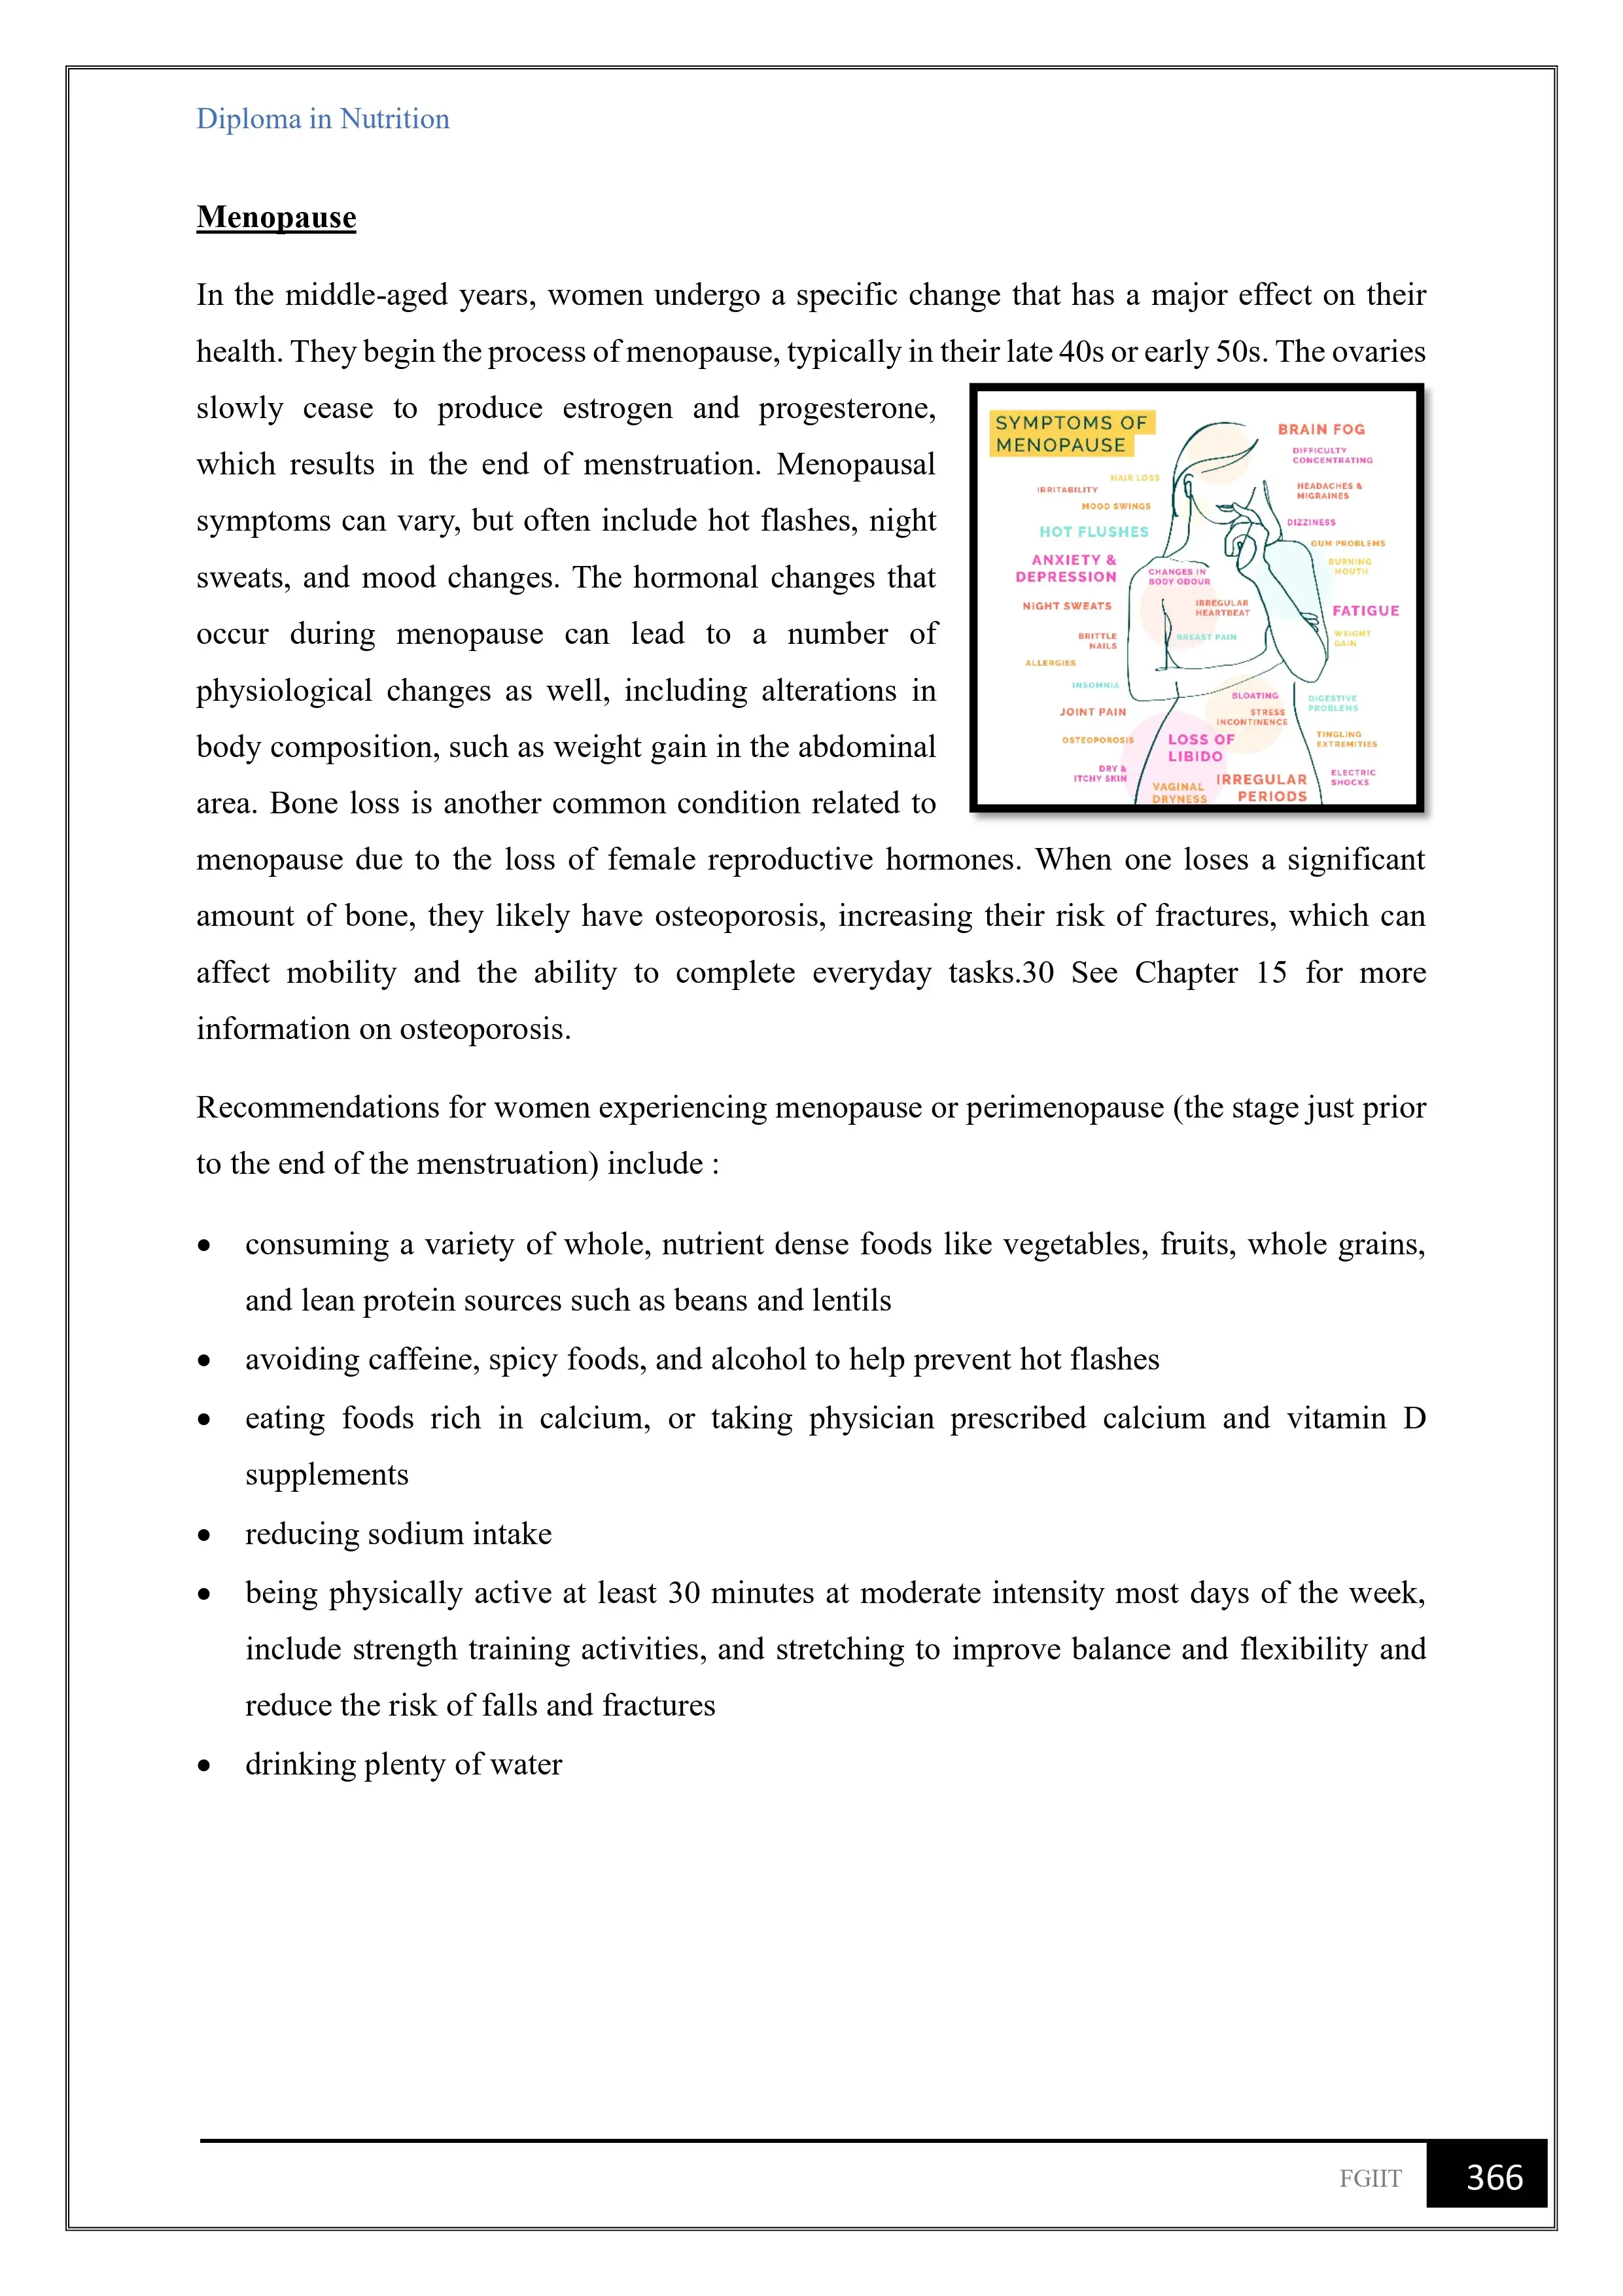 Diploma in Nutrition
Menopause
In the middle-aged years, women undergo a specific change that has a major effect on their
health. They begin the process of menopause, typically in their late 40s or early 50s. The ovaries
slowly cease to produce estrogen and progesterone,
which results in the end of menstruation. Menopausal
symptoms can vary, but often include hot flashes, night
sweats, and mood changes. The hormonal changes that
occur during menopause can lead to a number of
physiological changes as well, including alterations in
body composition, such as weight gain in the abdominal
area. Bone loss is another common condition related to
menopause due to the loss of female reproductive hormones. When one loses a significant
amount of bone, they likely have osteoporosis, increasing their risk of fractures, which can
affect mobility and the ability to complete everyday tasks.30 See Chapter 15 for more
information on osteoporosis.
SYMPTOMS OF
MENOPAUSE
HAIR LOSS
IRRITABILITY
MOOD SWINGS
HOT FLUSHES
ANXIETY &
DEPRESSION
NIGHT SWEATS
BRITTLE
NAILS
ALLERGIES
INSOMNIA
JOINT PAIN
OSTEOPOROSIS
DRY &
ITCHY SKIN
CHANGES IN
BODY ODOUR
IRREGULAR
HEARTBEAT
BREAST PAIN
BLOATING
STRESS
INCONTINENCE
LOSS OF
LIBIDO
VAGINAL
DRYNESS
IRREGULAR
PERIODS
BRAIN FOG
DIFFICULTY
CONCENTRATING
HEADACHES &
MIGRAINES
DIZZINESS
GUM PROBLEMS
BURNING
MOUTH
FATIGUE
WEIGHT
GAIN
DIGESTIVE
PROBLEMS
TINGLING
EXTREMITIES
ELECTRIC
SHOCKS
Recommendations for women experiencing menopause or perimenopause (the stage just prior
to the end of the menstruation) include :
• consuming a variety of whole, nutrient dense foods like vegetables, fruits, whole grains,
and lean protein sources such as beans and lentils
• avoiding caffeine, spicy foods, and alcohol to help prevent hot flashes
• eating foods rich in calcium, or taking physician prescribed calcium and vitamin D
supplements
• reducing sodium intake
• being physically active at least 30 minutes at moderate intensity most days of the week,
include strength training activities, and stretching to improve balance and flexibility and
reduce the risk of falls and fractures
• drinking plenty of water
FGIIT 366